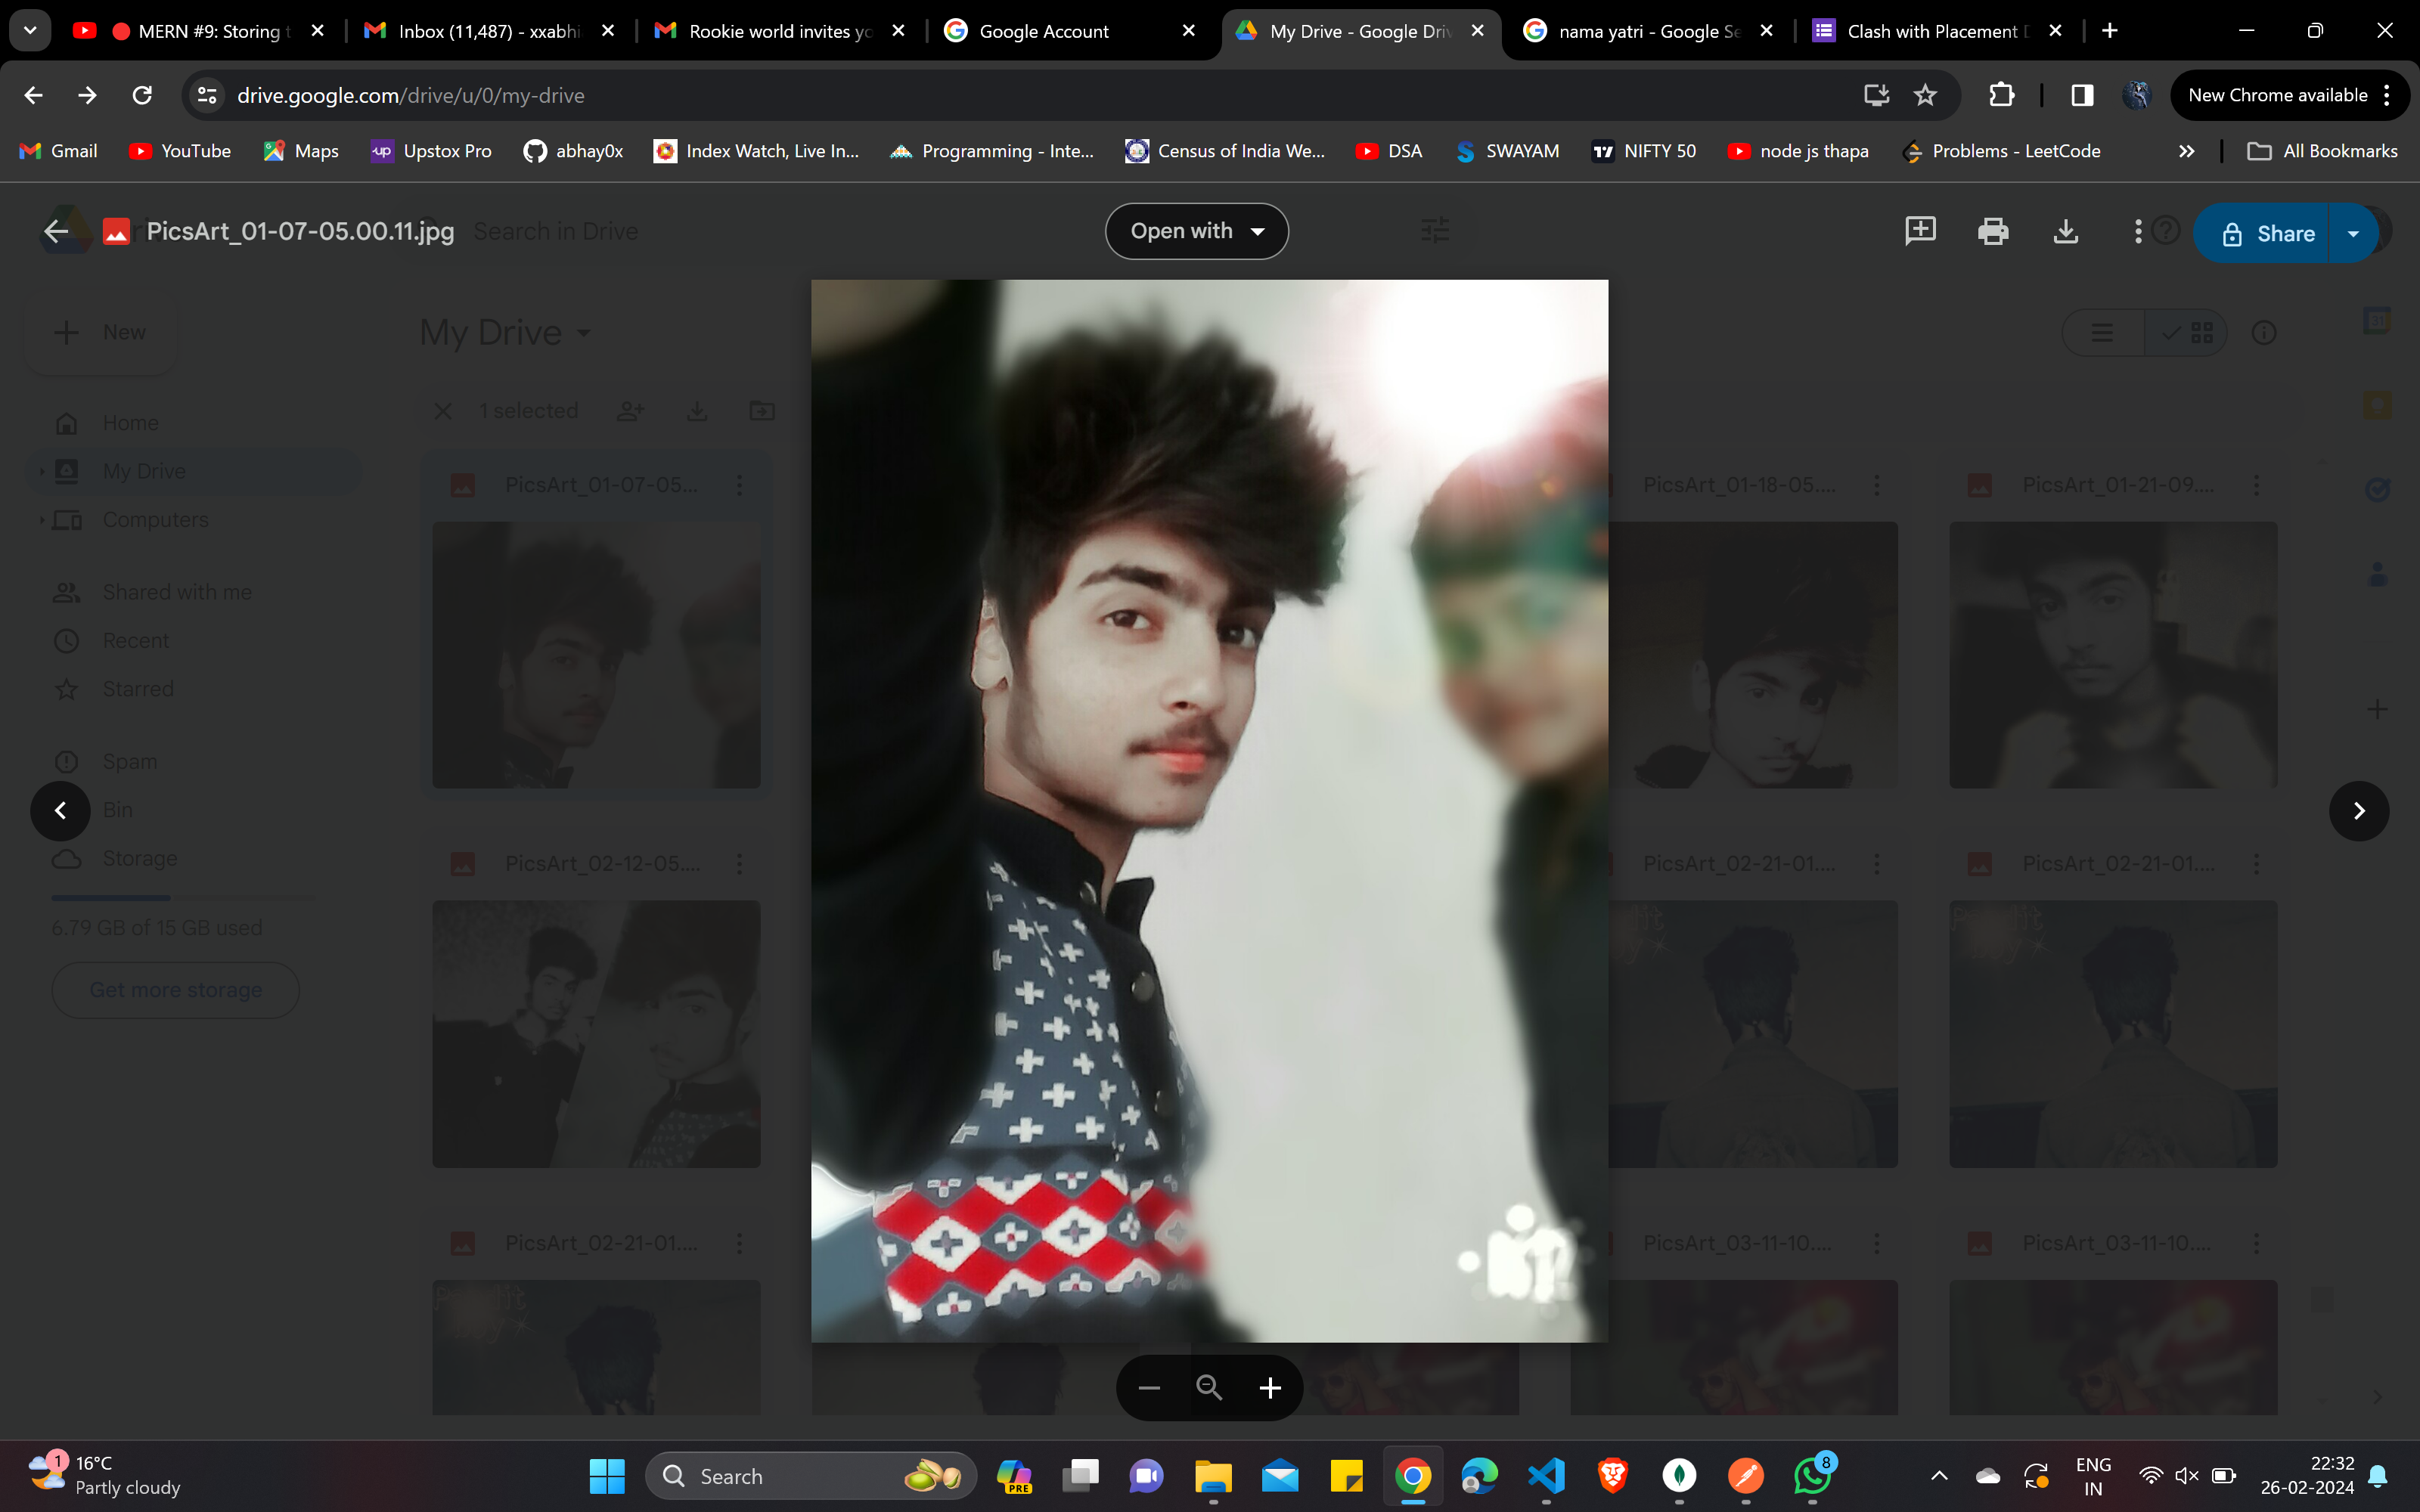 MERN #9: Storing t
Inbox (11,487) - xxabhi
Rookie world invites yo
Google Account
My Drive - Google Driv
nama yatri - Google Se
Clash with Placement D
drive.google.com/drive/u/0/my-drive
New Chrome available
Gmail
YouTube
Maps
up
Upstox Pro
abhay0x
Index Watch, Live In...
Programming - Inte...
Census of India We...
DSA
SWAYAM
NIFTY 50
node js thapa
Problems - LeetCode
All Bookmarks
PicsArt_01-07-05.00.11.jpg
Search in Drive
Open with
Share
New
My Drive
1 selected
Home
My Drive
Computers
Shared with me
Recent
Starred
Spam
Bin
Storage
6.79 GB of 15 GB used
Get more storage
PicsArt_01-07-05...
PicsArt_01-18-05....
PicsArt_01-21-09....
PicsArt_02-12-05....
PicsArt_02-21-01....
PicsArt_02-21-01....
PicsArt_02-21-01....
PicsArt_03-11-10....
PicsArt_03-11-10....
1
16°C
Partly cloudy
Search
PRE
8
ENG
IN
22:32
26-02-2024